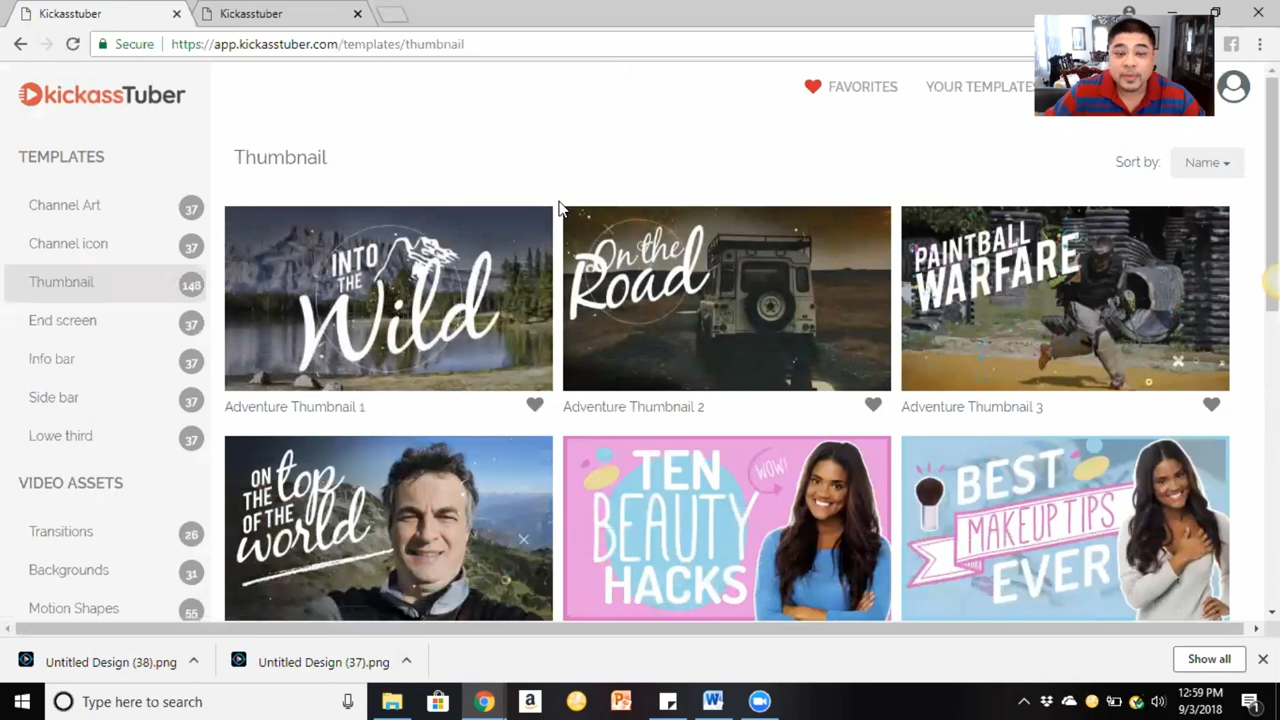 Kickasstuber
Kickasstuber
Secure
https://app.kickasstuber.com/templates/thumbnail
kickassTuber
FAVORITES
YOUR TEMPLATE
TEMPLATES
Channel Art
37
Channel icon
37
Thumbnail
148
End screen
37
Info bar
37
Side bar
37
Lowe third
37
VIDEO ASSETS
Transitions
26
Backgrounds
31
Motion Shapes
55
Thumbnail
Sort by:
Name
INTO
THE
Wild
On the
Road
PAINTBALL
WARFARE
Adventure Thumbnail 1
Adventure Thumbnail 2
Adventure Thumbnail 3
ON top
THE OF THE
OF THE
world
TEN
BEAUTY
HACKS
WOW!
BEST
MAKEUP TIPS
EVER
Untitled Design (38).png
Untitled Design (37).png
Show all
Type here to search
12:59 PM
9/3/2018